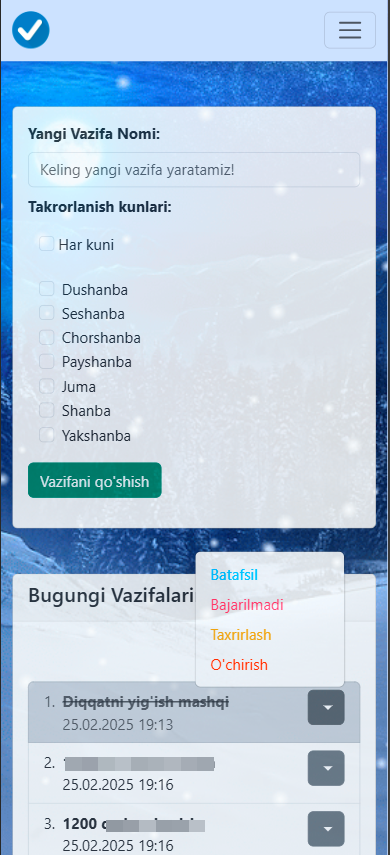 Yangi Vazifa Nomi:
Keling yangi vazifa yaratamiz!
Takrorlanish kunlari:
Har kuni
Dushanba
Seshanba
Chorshanba
Payshanba
Juma
Shanba
Yakshanba
Vazifani qo'shish
Bugungi Vazifalari
Batafsil
Bajarilmadi
Taxrirlash
O'chirish
1. Diqqatni yig'ish mashqi
25.02.2025 19:13
2.
25.02.2025 19:16
3. 1200
25.02.2025 19:16